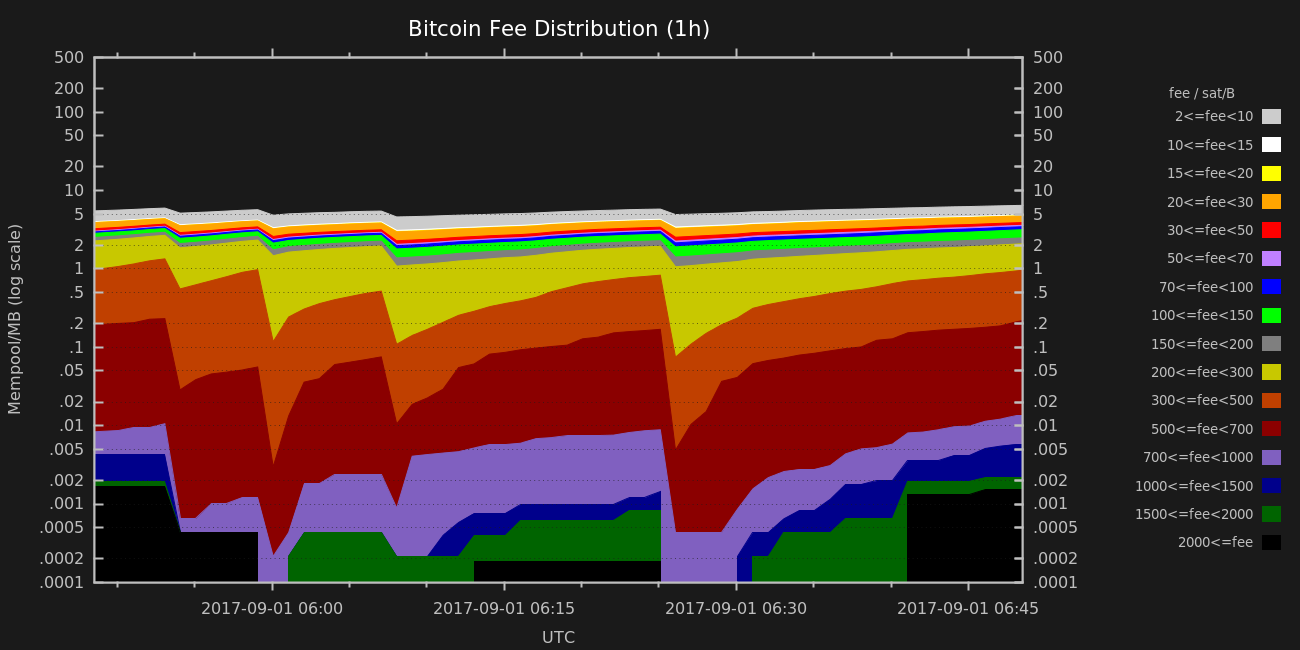 Bitcoin Fee Distribution (1h)
500
200
100
50
20
10
5
2
1
.5
.2
.1
.05
.02
.01
.005
.002
.001
.0005
.0002
.0001
Mempool/MB (log scale)
500
200
100
50
20
10
5
2
1
.5
.2
.1
.05
.02
.01
.005
.002
.001
.0005
.0002
.0001
2017-09-01 06:00
2017-09-01 06:15
2017-09-01 06:30
2017-09-01 06:45
UTC
fee / sat/B
2<=fee<10
10<=fee<15
15<=fee<20
20<=fee<30
30<=fee<50
50<=fee<70
70<=fee<100
100<=fee<150
150<=fee<200
200<=fee<300
300<=fee<500
500<=fee<700
700<=fee<1000
1000<=fee<1500
1500<=fee<2000
2000<=fee